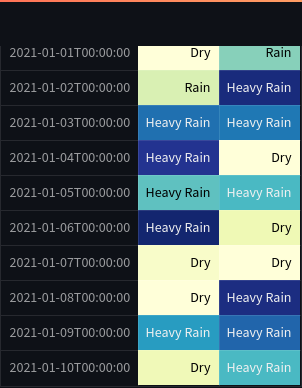 2021-01-01T00:00:00 Dry Rain
2021-01-02T00:00:00 Rain Heavy Rain
2021-01-03T00:00:00 Heavy Rain Heavy Rain
2021-01-04T00:00:00 Heavy Rain Dry
2021-01-05T00:00:00 Heavy Rain Heavy Rain
2021-01-06T00:00:00 Heavy Rain Dry
2021-01-07T00:00:00 Dry Dry
2021-01-08T00:00:00 Dry Heavy Rain
2021-01-09T00:00:00 Heavy Rain Heavy Rain
2021-01-10T00:00:00 Dry Heavy Rain